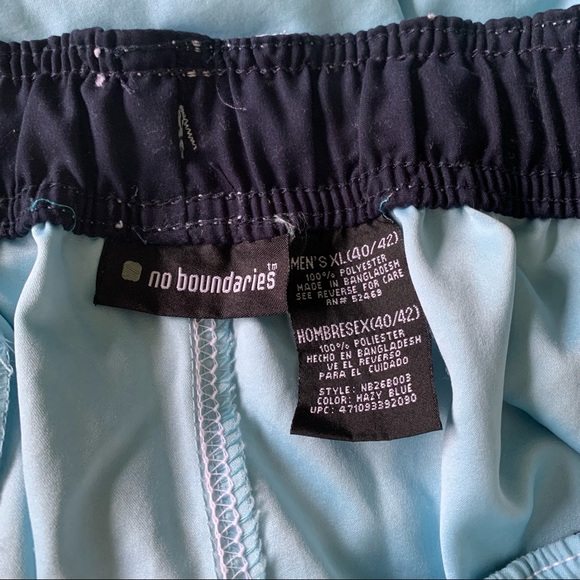 no boundaries™
MEN'S XL(40/42)
100% POLYESTER
MADE IN BANGLADESH
SEE REVERSE FOR CARE
RN# 52469
HOMBRESEX(40/42)
100% POLIESTER
HECHO EN BANGLADESH
VE EL REVERSO
PARA EL CUIDADO
STYLE: NB26B003
COLOR: HAZY BLUE
UPC: 471093392090